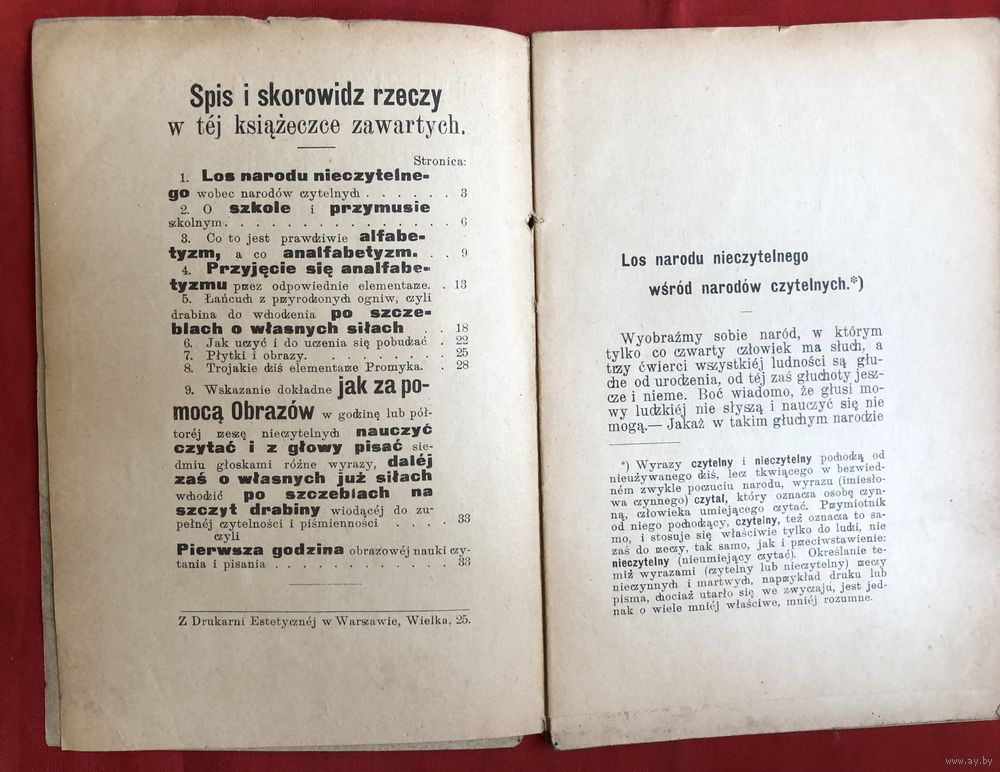 Spis i skorowidz rzeczy
w téj książeczce zawartych.
Stronica:
1. Los narodu nieczytelne-
go wobec narodów czytelnych . . . . . . 3
2. O szkole i przymusie
szkolnym . . . . . . . . . . . . . . . 6
3. Co to jest prawdziwie alfabe-
tyzm, a co analfabetyzm. . . 9
4. Przyjęcie się analfabe-
tyzmu przez odpowiednie elementarze. . 13
5. Łańcuch z przyrodzonych ogniw, czyli
drabina do wchodzenia po szcze-
blach o własnych siłach . . 18
6. Jak uczyć i do uczenia się pobudzać . 22
7. Płytki i obrazy. . . . . . . . . 25
8. Trojakie dziś elementarze Promyka. . 28
9. Wskazanie dokładne jak za po-
mocą Obrazów w godzinę lub pół-
toréj rzeszę nieczytelnych nauczyć
czytać i z głowy pisać sie-
dmiu głoskami różne wyrazy, daléj
zaś o własnych już siłach
wchodzić po szczeblach na
szczyt drabiny wiodącéj do zu-
pełnéj czytelności i piśmienności . . . . 33
czyli
Pierwsza godzina obrazowéj nauki czy-
tania i pisania . . . . . . . . . . . . . 33
Z Drukarni Estetycznéj w Warszawie, Wielka, 25.
Los narodu nieczytelnego
wśród narodów czytelnych.*)
Wyobraźmy sobie naród, w którym
tylko co czwarty człowiek ma słuch, a
trzy ćwierci wszystkiéj ludności są głu-
che od urodzenia, od téj zaś głuchoty jesz-
cze i nieme. Boć wiadomo, że głusi mo-
wy ludzkiéj nie słyszą i nauczyć się nie
mogą.— Jakaż w takim głuchym narodzie
*) Wyrazy czytelny i nieczytelny pochodzą od
nieużywanego dziś, lecz tkwiącego w bezwied-
ném zwykle poczuciu narodu, wyrazu (imiesło-
wa czynnego) czytał, który oznacza osobę czyn-
ną, człowieka umiejącego czytać. Przymiotnik
od niego pochodzący, czytelny, też oznacza to sa-
mo, i stosuje się właściwie tylko do ludzi, nie
zaś do rzeczy, tak samo, jak i przeciwstawienie:
nieczytelny (nieumiejący czytać). Określanie te-
miż wyrazami (czytelny lub nieczytelny) rzeczy
nieczynnych i martwych, naprzykład druku lub
pisma, chociaż utarło się we zwyczaju, jest jed-
nak o wiele mniéj właściwe, mniéj rozumne.
www.ay.by